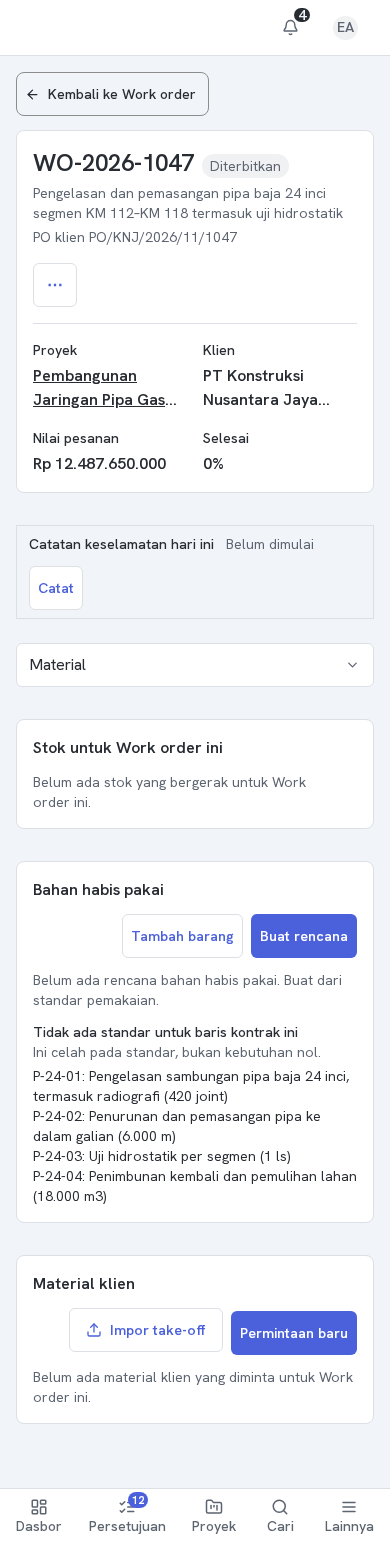 4
EA
Kembali ke Work order
WO-2026-1047 Diterbitkan
Pengelasan dan pemasangan pipa baja 24 inci
segmen KM 112–KM 118 termasuk uji hidrostatik
PO klien PO/KNJ/2026/11/1047
...
Proyek Klien
Pembangunan PT Konstruksi
Jaringan Pipa Gas... Nusantara Jaya...
Nilai pesanan Selesai
Rp 12.487.650.000 0%
Catatan keselamatan hari ini Belum dimulai
Catat
Material
Stok untuk Work order ini
Belum ada stok yang bergerak untuk Work
order ini.
Bahan habis pakai
Tambah barang Buat rencana
Belum ada rencana bahan habis pakai. Buat dari
standar pemakaian.
Tidak ada standar untuk baris kontrak ini
Ini celah pada standar, bukan kebutuhan nol.
P-24-01: Pengelasan sambungan pipa baja 24 inci,
termasuk radiografi (420 joint)
P-24-02: Penurunan dan pemasangan pipa ke
dalam galian (6.000 m)
P-24-03: Uji hidrostatik per segmen (1 ls)
P-24-04: Penimbunan kembali dan pemulihan lahan
(18.000 m3)
Material klien
Impor take-off Permintaan baru
Belum ada material klien yang diminta untuk Work
order ini.
12
Dasbor Persetujuan Proyek Cari Lainnya